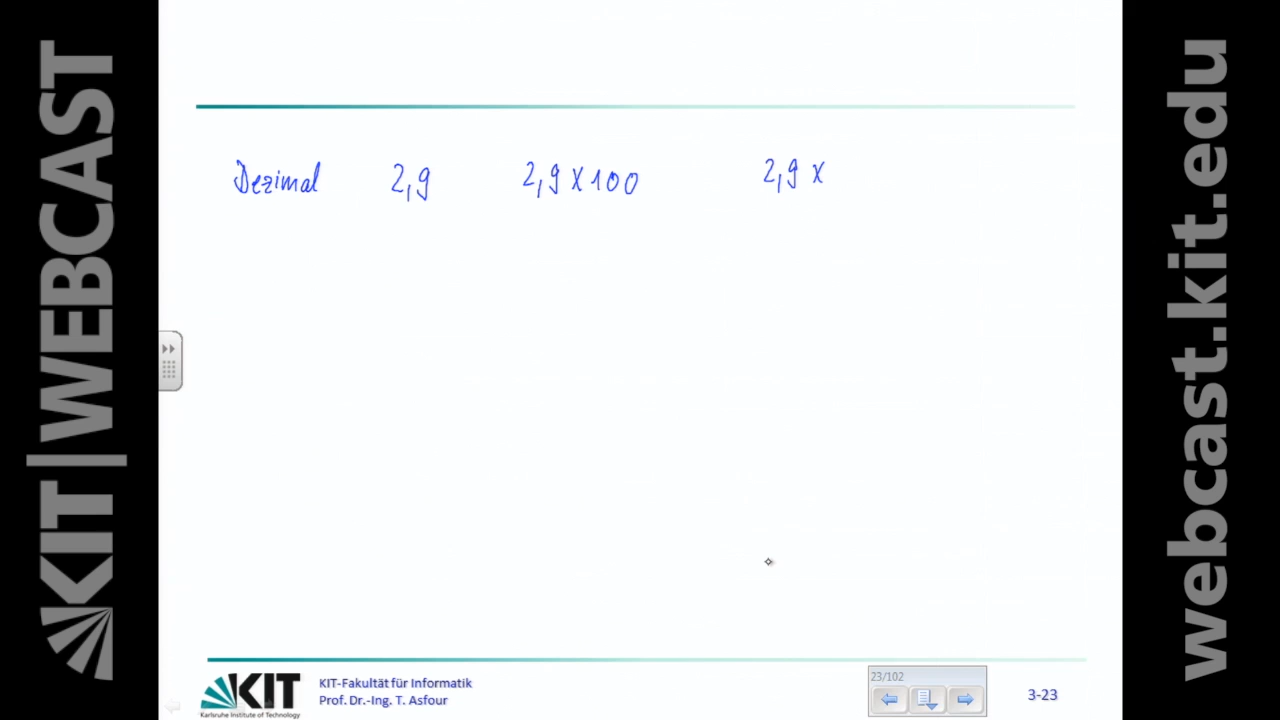 KIT|WEBCAST
Dezimal 2,9 2,9 x 100 2,9 x
KIT
Karlsruhe Institute of Technology
KIT-Fakultät für Informatik
Prof. Dr.-Ing. T. Asfour
23/102
3-23
webcast.kit.edu